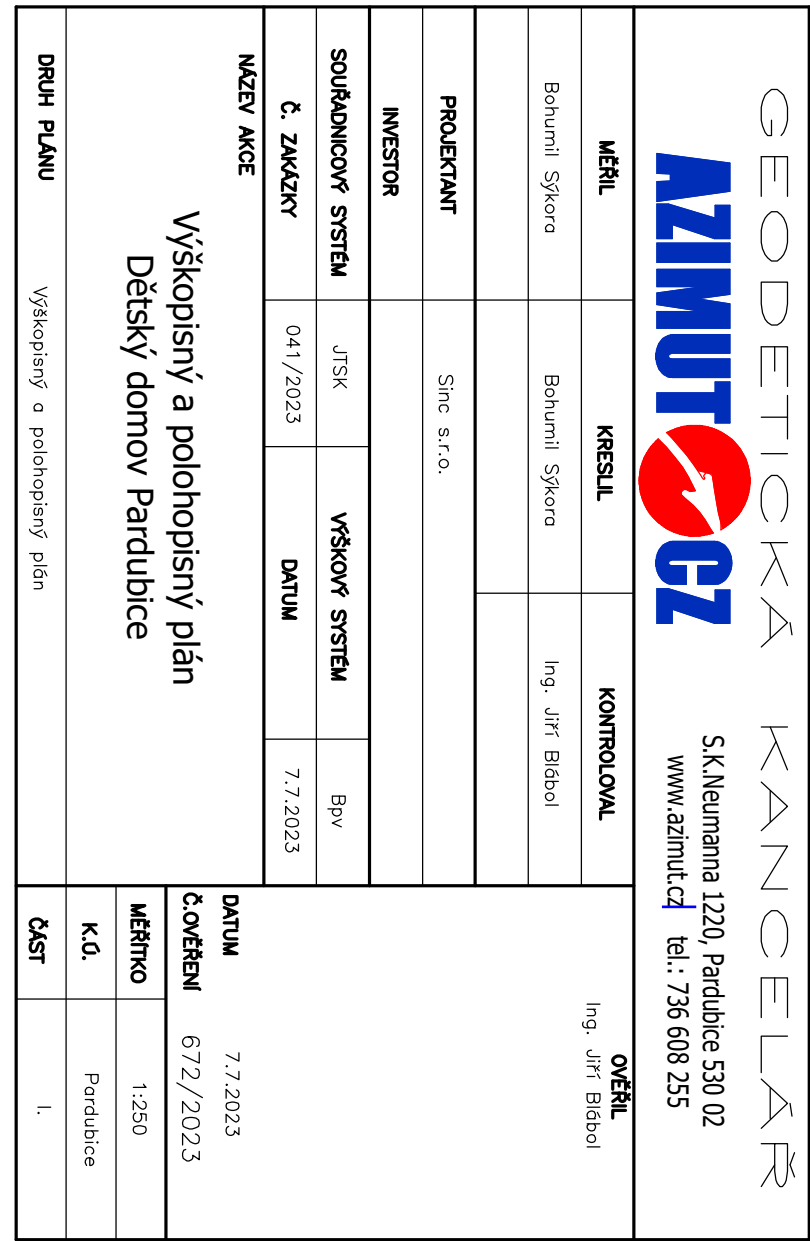 GEODETICKÁ KANCELÁŘ
AZIMUT CZ
S.K.Neumanna 1220, Pardubice 530 02
www.azimut.cz tel.: 736 608 255
MĚŘIL KRESLIL KONTROLOVAL
Bohumil Sýkora Bohumil Sýkora Ing. Jiří Blábol
PROJEKTANT Sinc s.r.o.
INVESTOR
SOUŘADNICOVÝ SYSTÉM JTSK VÝŠKOVÝ SYSTÉM Bpv
Č. ZAKÁZKY 041/2023 DATUM 7.7.2023
NÁZEV AKCE
Výškopisný a polohopisný plán
Dětský domov Pardubice
DRUH PLÁNU Výškopisný a polohopisný plán
OVĚŘIL
Ing. Jiří Blábol
DATUM 7.7.2023
Č.OVĚŘENÍ 672/2023
MĚŘÍTKO 1:250
K.Ú. Pardubice
ČÁST I.